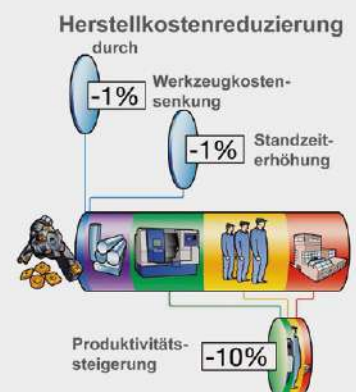 Herstellkostenreduzierung
durch
-1%
Werkzeugkosten-
senkung
-1%
Standzeit-
erhöhung
Produktivitäts-
steigerung
-10%